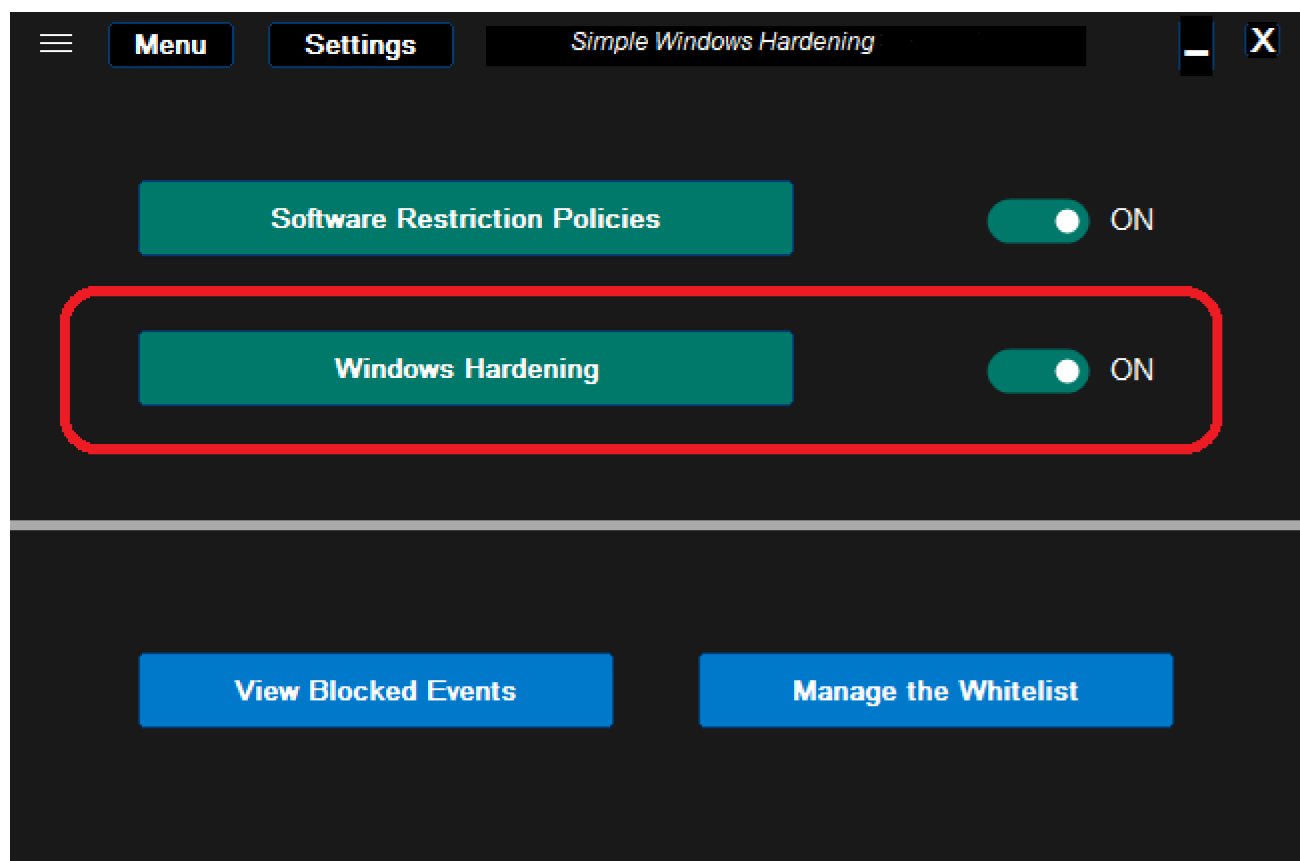 Menu Settings Simple Windows Hardening _ X
Software Restriction Policies ON
Windows Hardening ON
View Blocked Events Manage the Whitelist